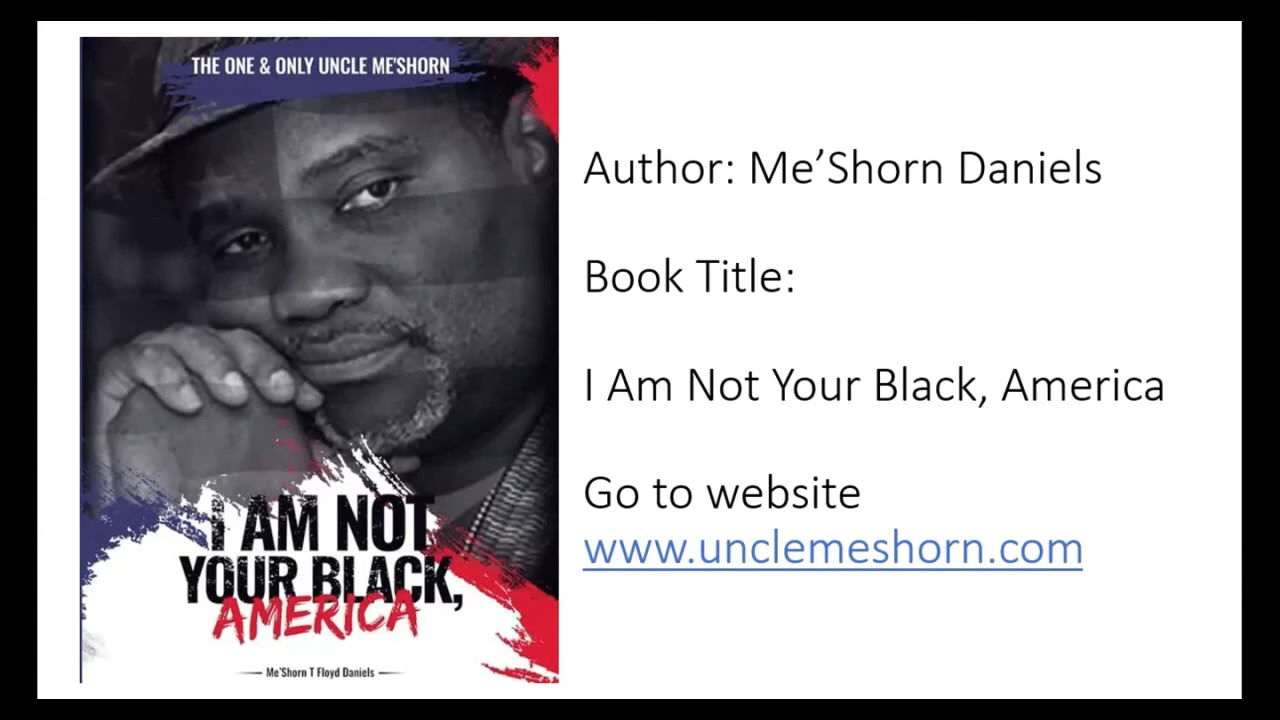 THE ONE & ONLY UNCLE ME'SHORN
I AM NOT
YOUR BLACK,
AMERICA
Me'Shorn T Floyd Daniels
Author: Me’Shorn Daniels
Book Title:
I Am Not Your Black, America
Go to website
www.unclemeshorn.com